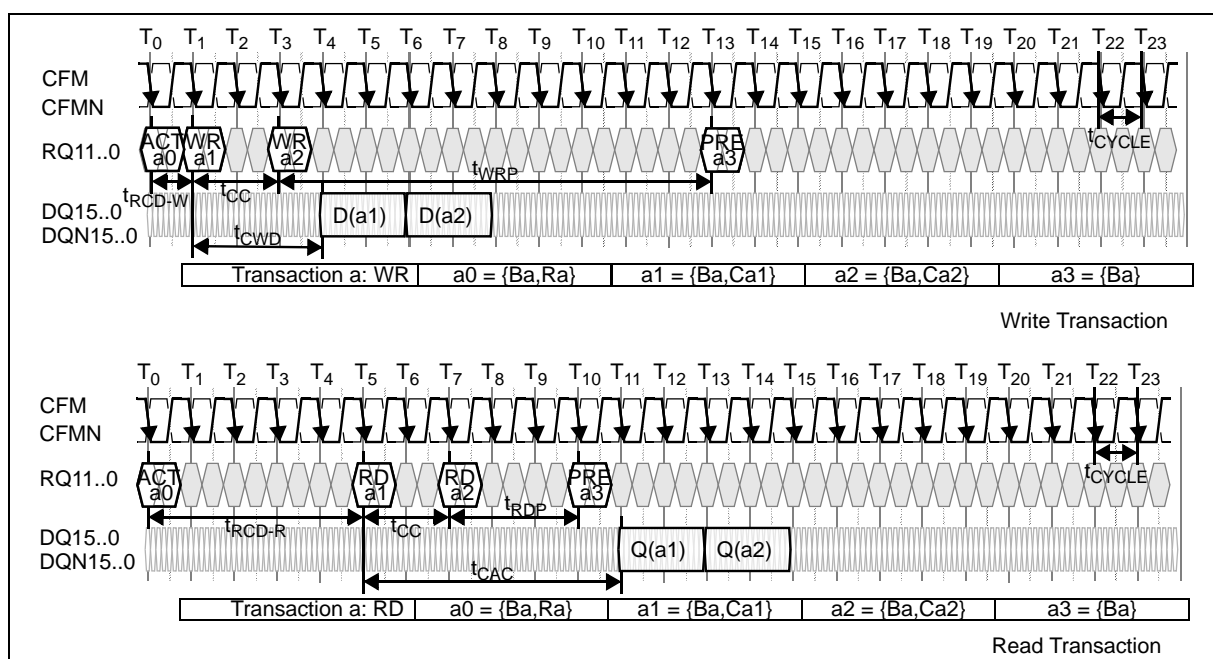 T0 T1 T2 T3 T4 T5 T6 T7 T8 T9 T10 T11 T12 T13 T14 T15 T16 T17 T18 T19 T20 T21 T22 T23
CFM
CFMN
RQ11..0
ACT a0
WR a1
WR a2
PRE a3
tCYCLE
tRCD-W
tCC
tWRP
DQ15..0
DQN15..0
D(a1)
D(a2)
tCWD
Transaction a: WR
a0 = {Ba,Ra}
a1 = {Ba,Ca1}
a2 = {Ba,Ca2}
a3 = {Ba}
Write Transaction
T0 T1 T2 T3 T4 T5 T6 T7 T8 T9 T10 T11 T12 T13 T14 T15 T16 T17 T18 T19 T20 T21 T22 T23
CFM
CFMN
RQ11..0
ACT a0
RD a1
RD a2
PRE a3
tCYCLE
tRCD-R
tCC
tRDP
DQ15..0
DQN15..0
Q(a1)
Q(a2)
tCAC
Transaction a: RD
a0 = {Ba,Ra}
a1 = {Ba,Ca1}
a2 = {Ba,Ca2}
a3 = {Ba}
Read Transaction